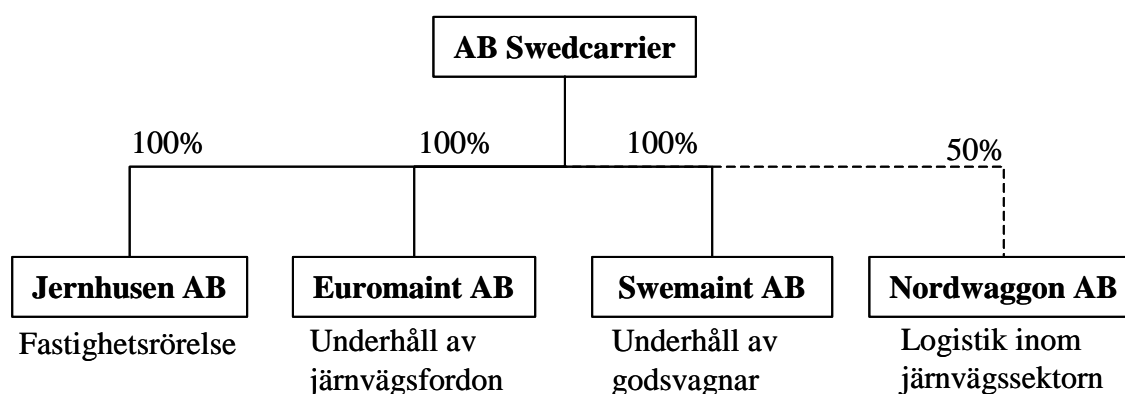 AB Swedcarrier
100%
100%
100%
50%
Jernhusen AB
Euromaint AB
Swemaint AB
Nordwaggon AB
Fastighetsrörelse
Underhåll av
järnvägsfordon
Underhåll av
godsvagnar
Logistik inom
järnvägssektorn